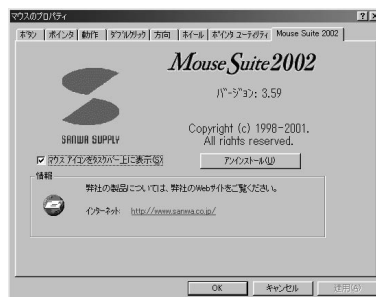 マウスのプロパティ
ボタン ポインタ 動作 ダブルクリック 方向 ホイール ポインタ ユーティリティ Mouse Suite 2002
Mouse Suite 2002
バージョン: 3.59
SANWA SUPPLY
Copyright (c) 1998-2001.
All rights reserved.
マウス アイコンをタスクバー上に表示(S)
アンインストール(U)
情報
弊社の製品については、弊社のWebサイトをご覧ください。
インターネット: http://www.sanwa.co.jp/
OK キャンセル 適用(A)